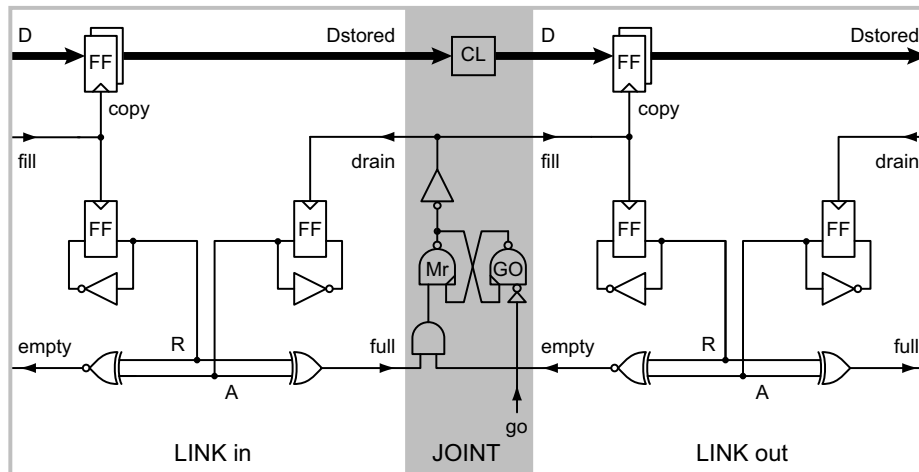 D Dstored D Dstored
FF CL FF
copy copy
fill drain fill drain
FF FF FF FF
Mr GO
empty R full empty R full
A A
go
LINK in JOINT LINK out